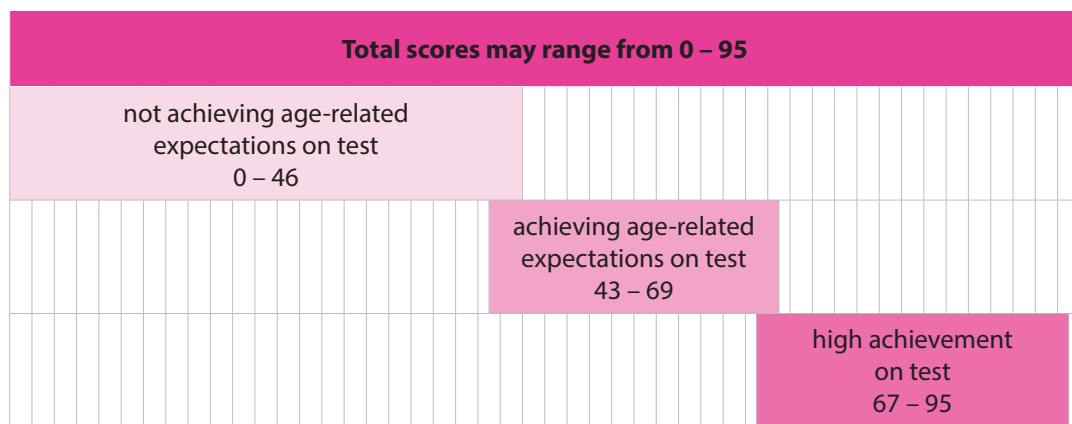 Total scores may range from 0 – 95
not achieving age-related
expectations on test
0 – 46
achieving age-related
expectations on test
43 – 69
high achievement
on test
67 – 95